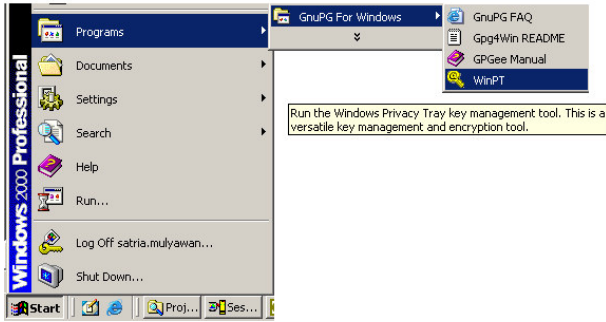 Programs
GnuPG For Windows
GnuPG FAQ
Gpg4Win README
GPGee Manual
WinPT
Run the Windows Privacy Tray key management tool. This is a
versatile key management and encryption tool.
Documents
Settings
Search
Help
Run...
Log Off satria.mulyawan...
Shut Down...
Windows 2000 Professional
Start
Proj...
Ses...